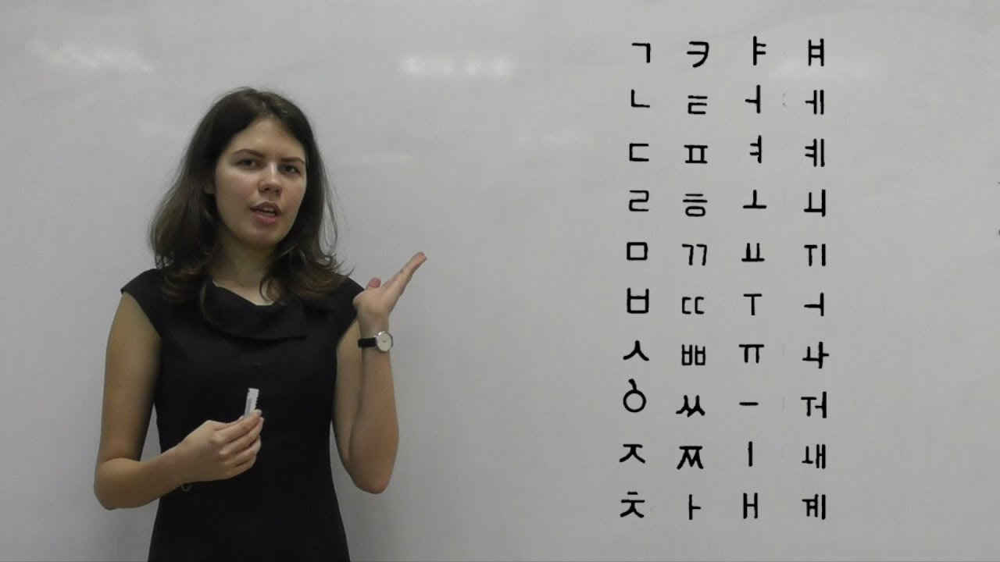 ㄱ ㅋ ㅑ ㅒ
ㄴ ㅌ ㅓ ㅔ
ㄷ ㅍ ㅕ ㅖ
ㄹ ㅎ ㅗ ㅚ
ㅁ ㄲ ㅛ ㅟ
ㅂ ㄸ ㅜ ㅢ
ㅅ ㅃ ㅠ ㅘ
ㅇ ㅆ ㅡ ㅝ
ㅈ ㅉ ㅣ ㅙ
ㅊ ㅏ ㅐ ㅞ